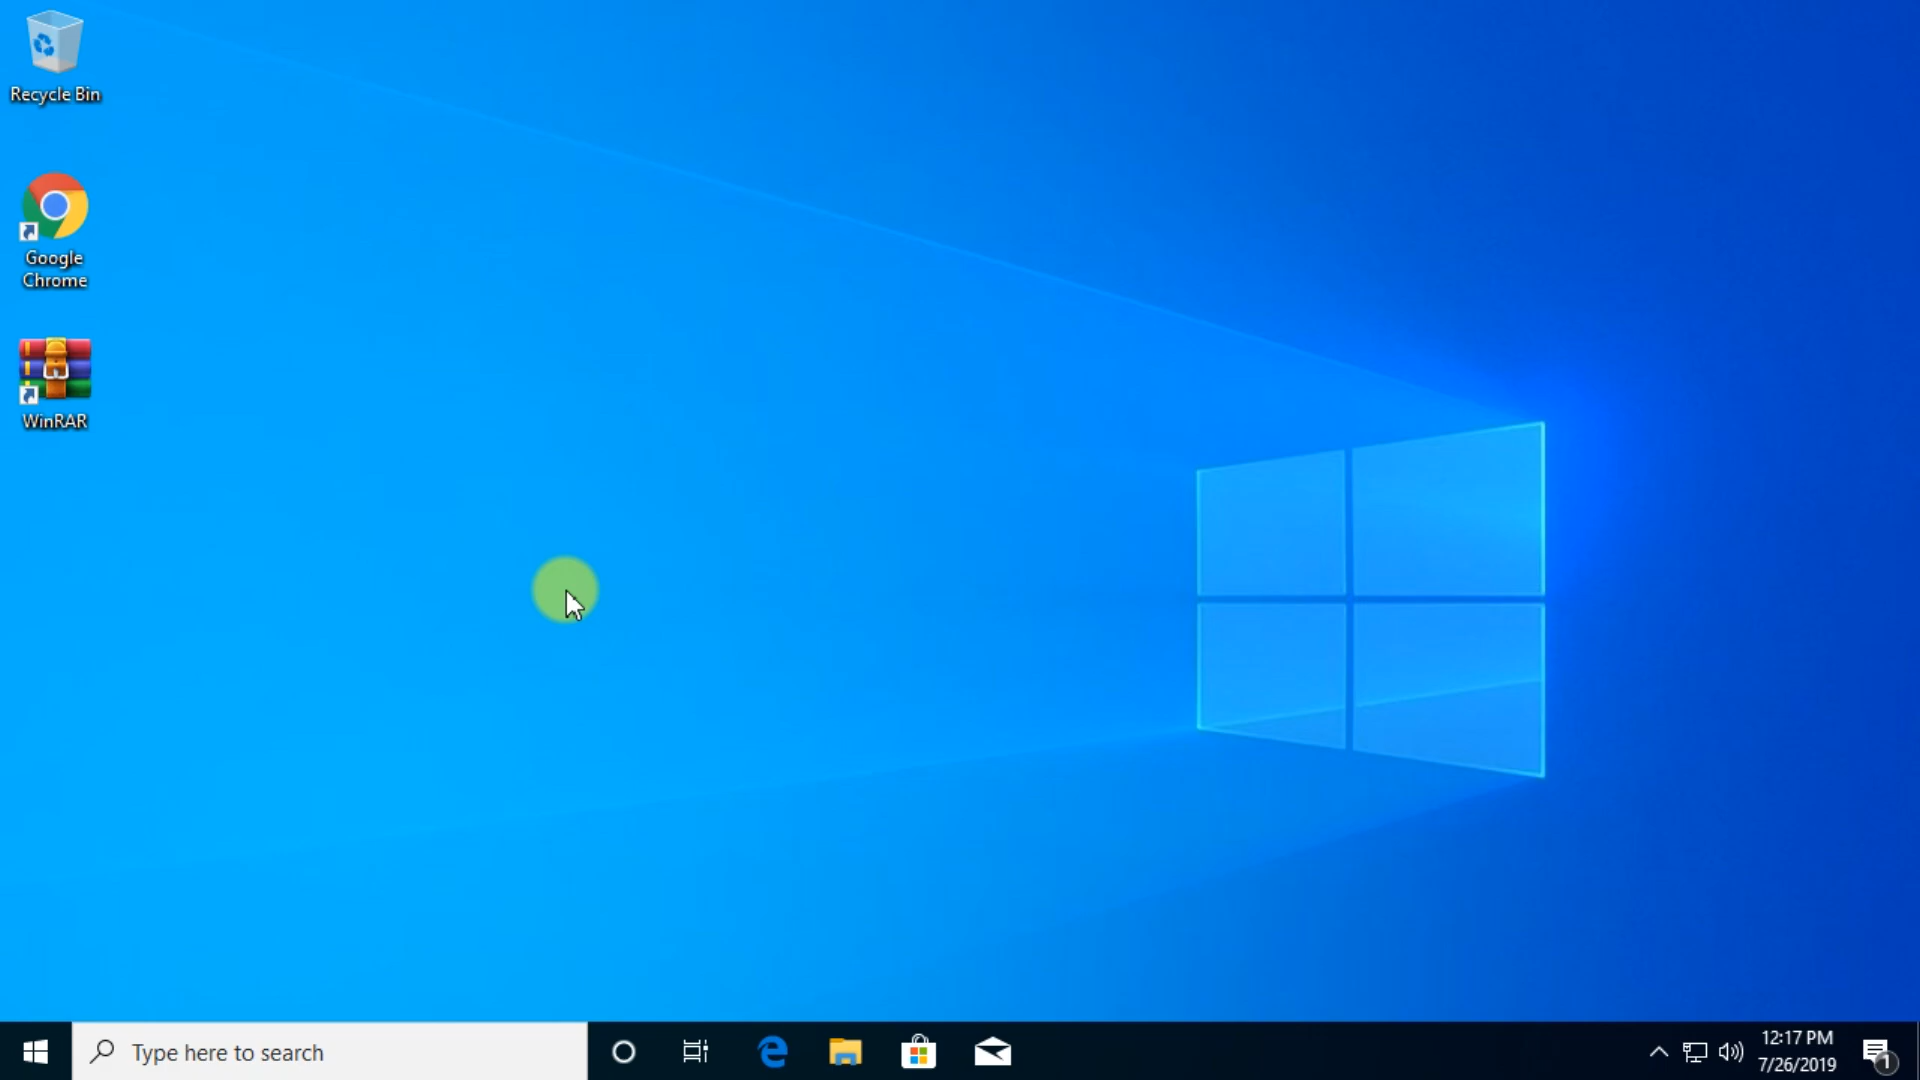 Recycle Bin
Google
Chrome
WinRAR
Type here to search
12:17 PM
7/26/2019
1